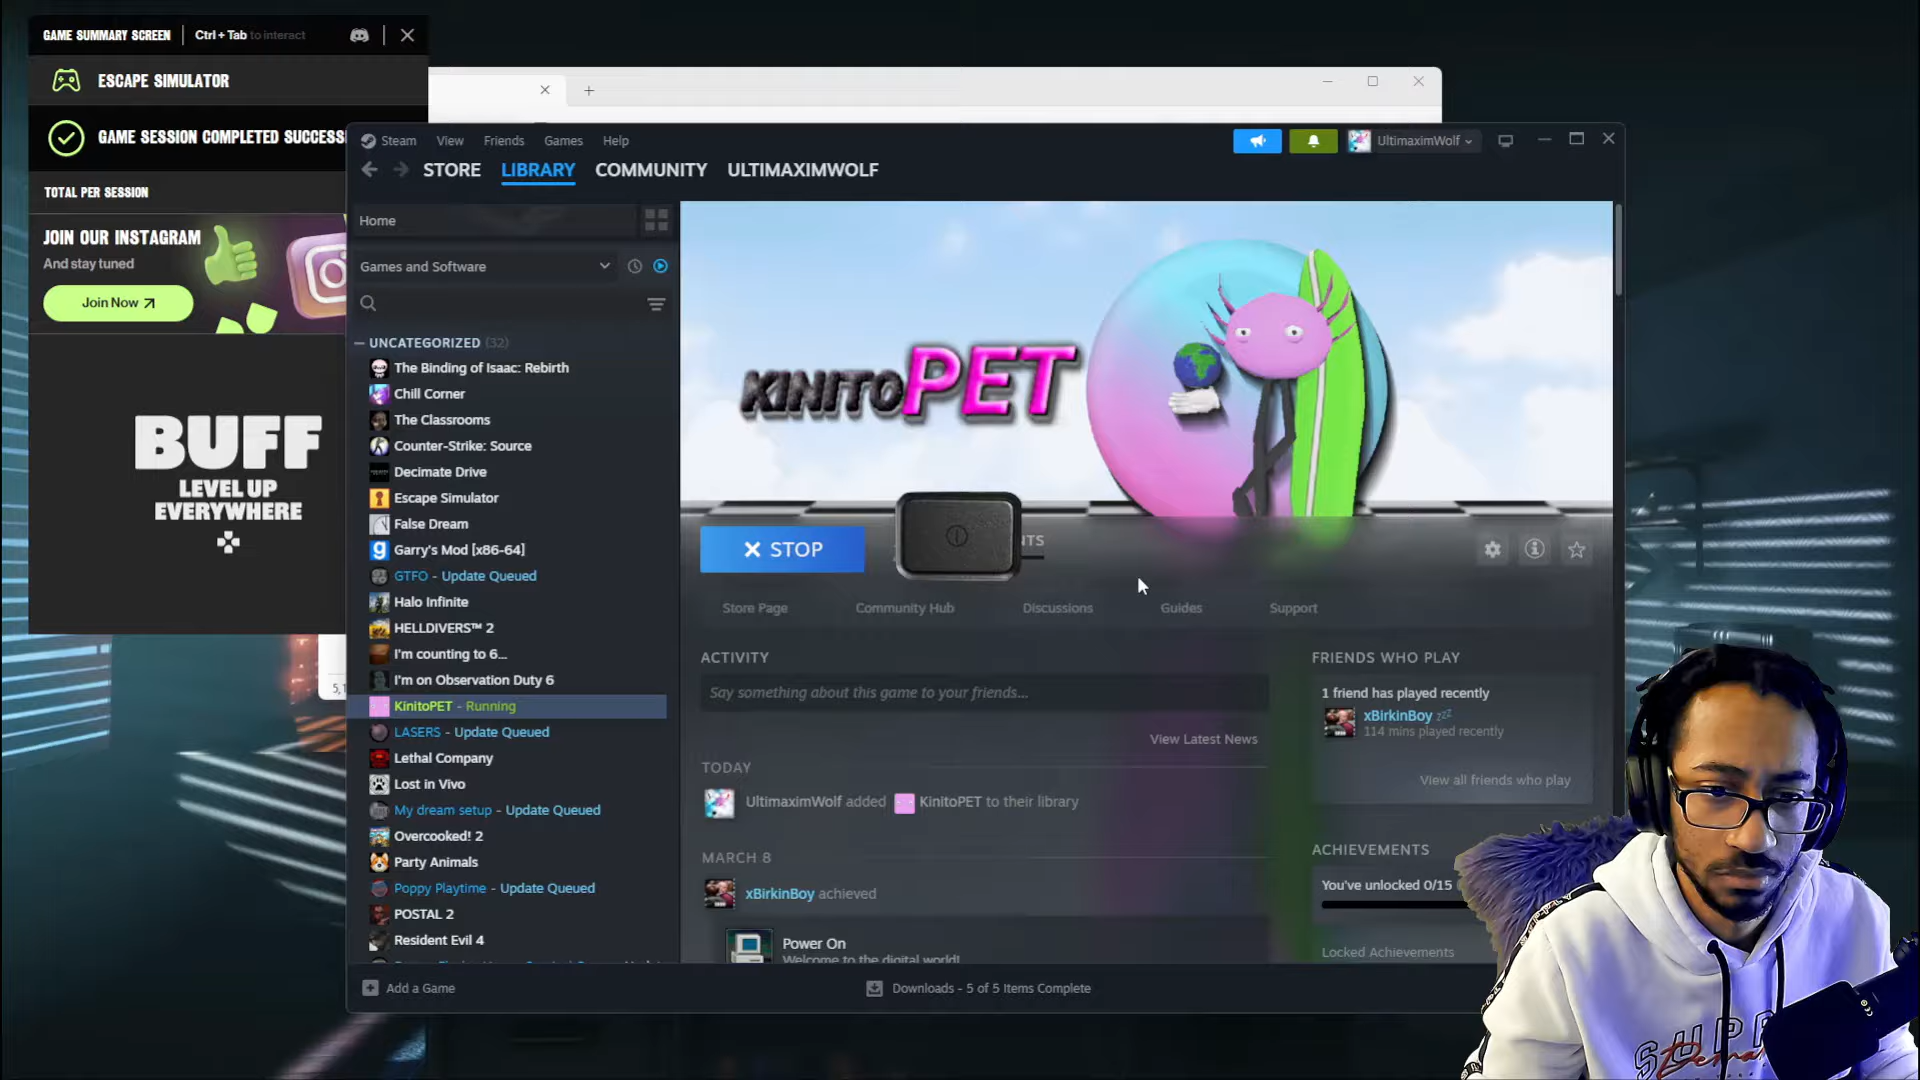 GAME SUMMARY SCREEN
Ctrl + Tab to interact
ESCAPE SIMULATOR
GAME SESSION COMPLETED SUCCESS
TOTAL PER SESSION
JOIN OUR INSTAGRAM
And stay tuned
Join Now
BUFF
LEVEL UP
EVERYWHERE
Steam View Friends Games Help
UltimaximWolf
STORE LIBRARY COMMUNITY ULTIMAXIMWOLF
Home
Games and Software
UNCATEGORIZED (32)
The Binding of Isaac: Rebirth
Chill Corner
The Classrooms
Counter-Strike: Source
Decimate Drive
Escape Simulator
False Dream
Garry's Mod [x86-64]
GTFO - Update Queued
Halo Infinite
HELLDIVERS™ 2
I'm counting to 6...
I'm on Observation Duty 6
KinitoPET - Running
LASERS - Update Queued
Lethal Company
Lost in Vivo
My dream setup - Update Queued
Overcooked! 2
Party Animals
Poppy Playtime - Update Queued
POSTAL 2
Resident Evil 4
Add a Game
KINITOPET
STOP
NTS
Store Page Community Hub Discussions Guides Support
ACTIVITY
Say something about this game to your friends...
View Latest News
TODAY
UltimaximWolf added KinitoPET to their library
MARCH 8
xBirkinBoy achieved
Power On
Welcome to the digital world!
FRIENDS WHO PLAY
1 friend has played recently
xBirkinBoy zzz
114 mins played recently
View all friends who play
ACHIEVEMENTS
You've unlocked 0/15
Locked Achievements
Downloads - 5 of 5 Items Complete
SUPP